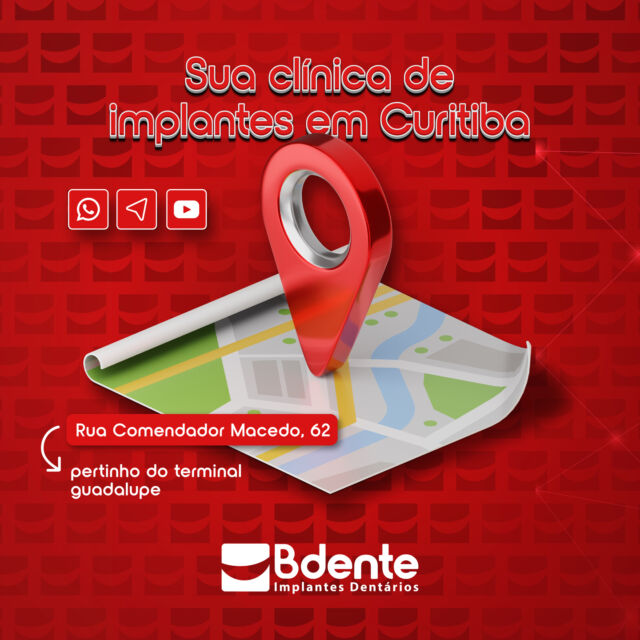 Sua clínica de
implantes em Curitiba
Rua Comendador Macedo, 62
pertinho do terminal
guadalupe
Bdente
Implantes Dentários